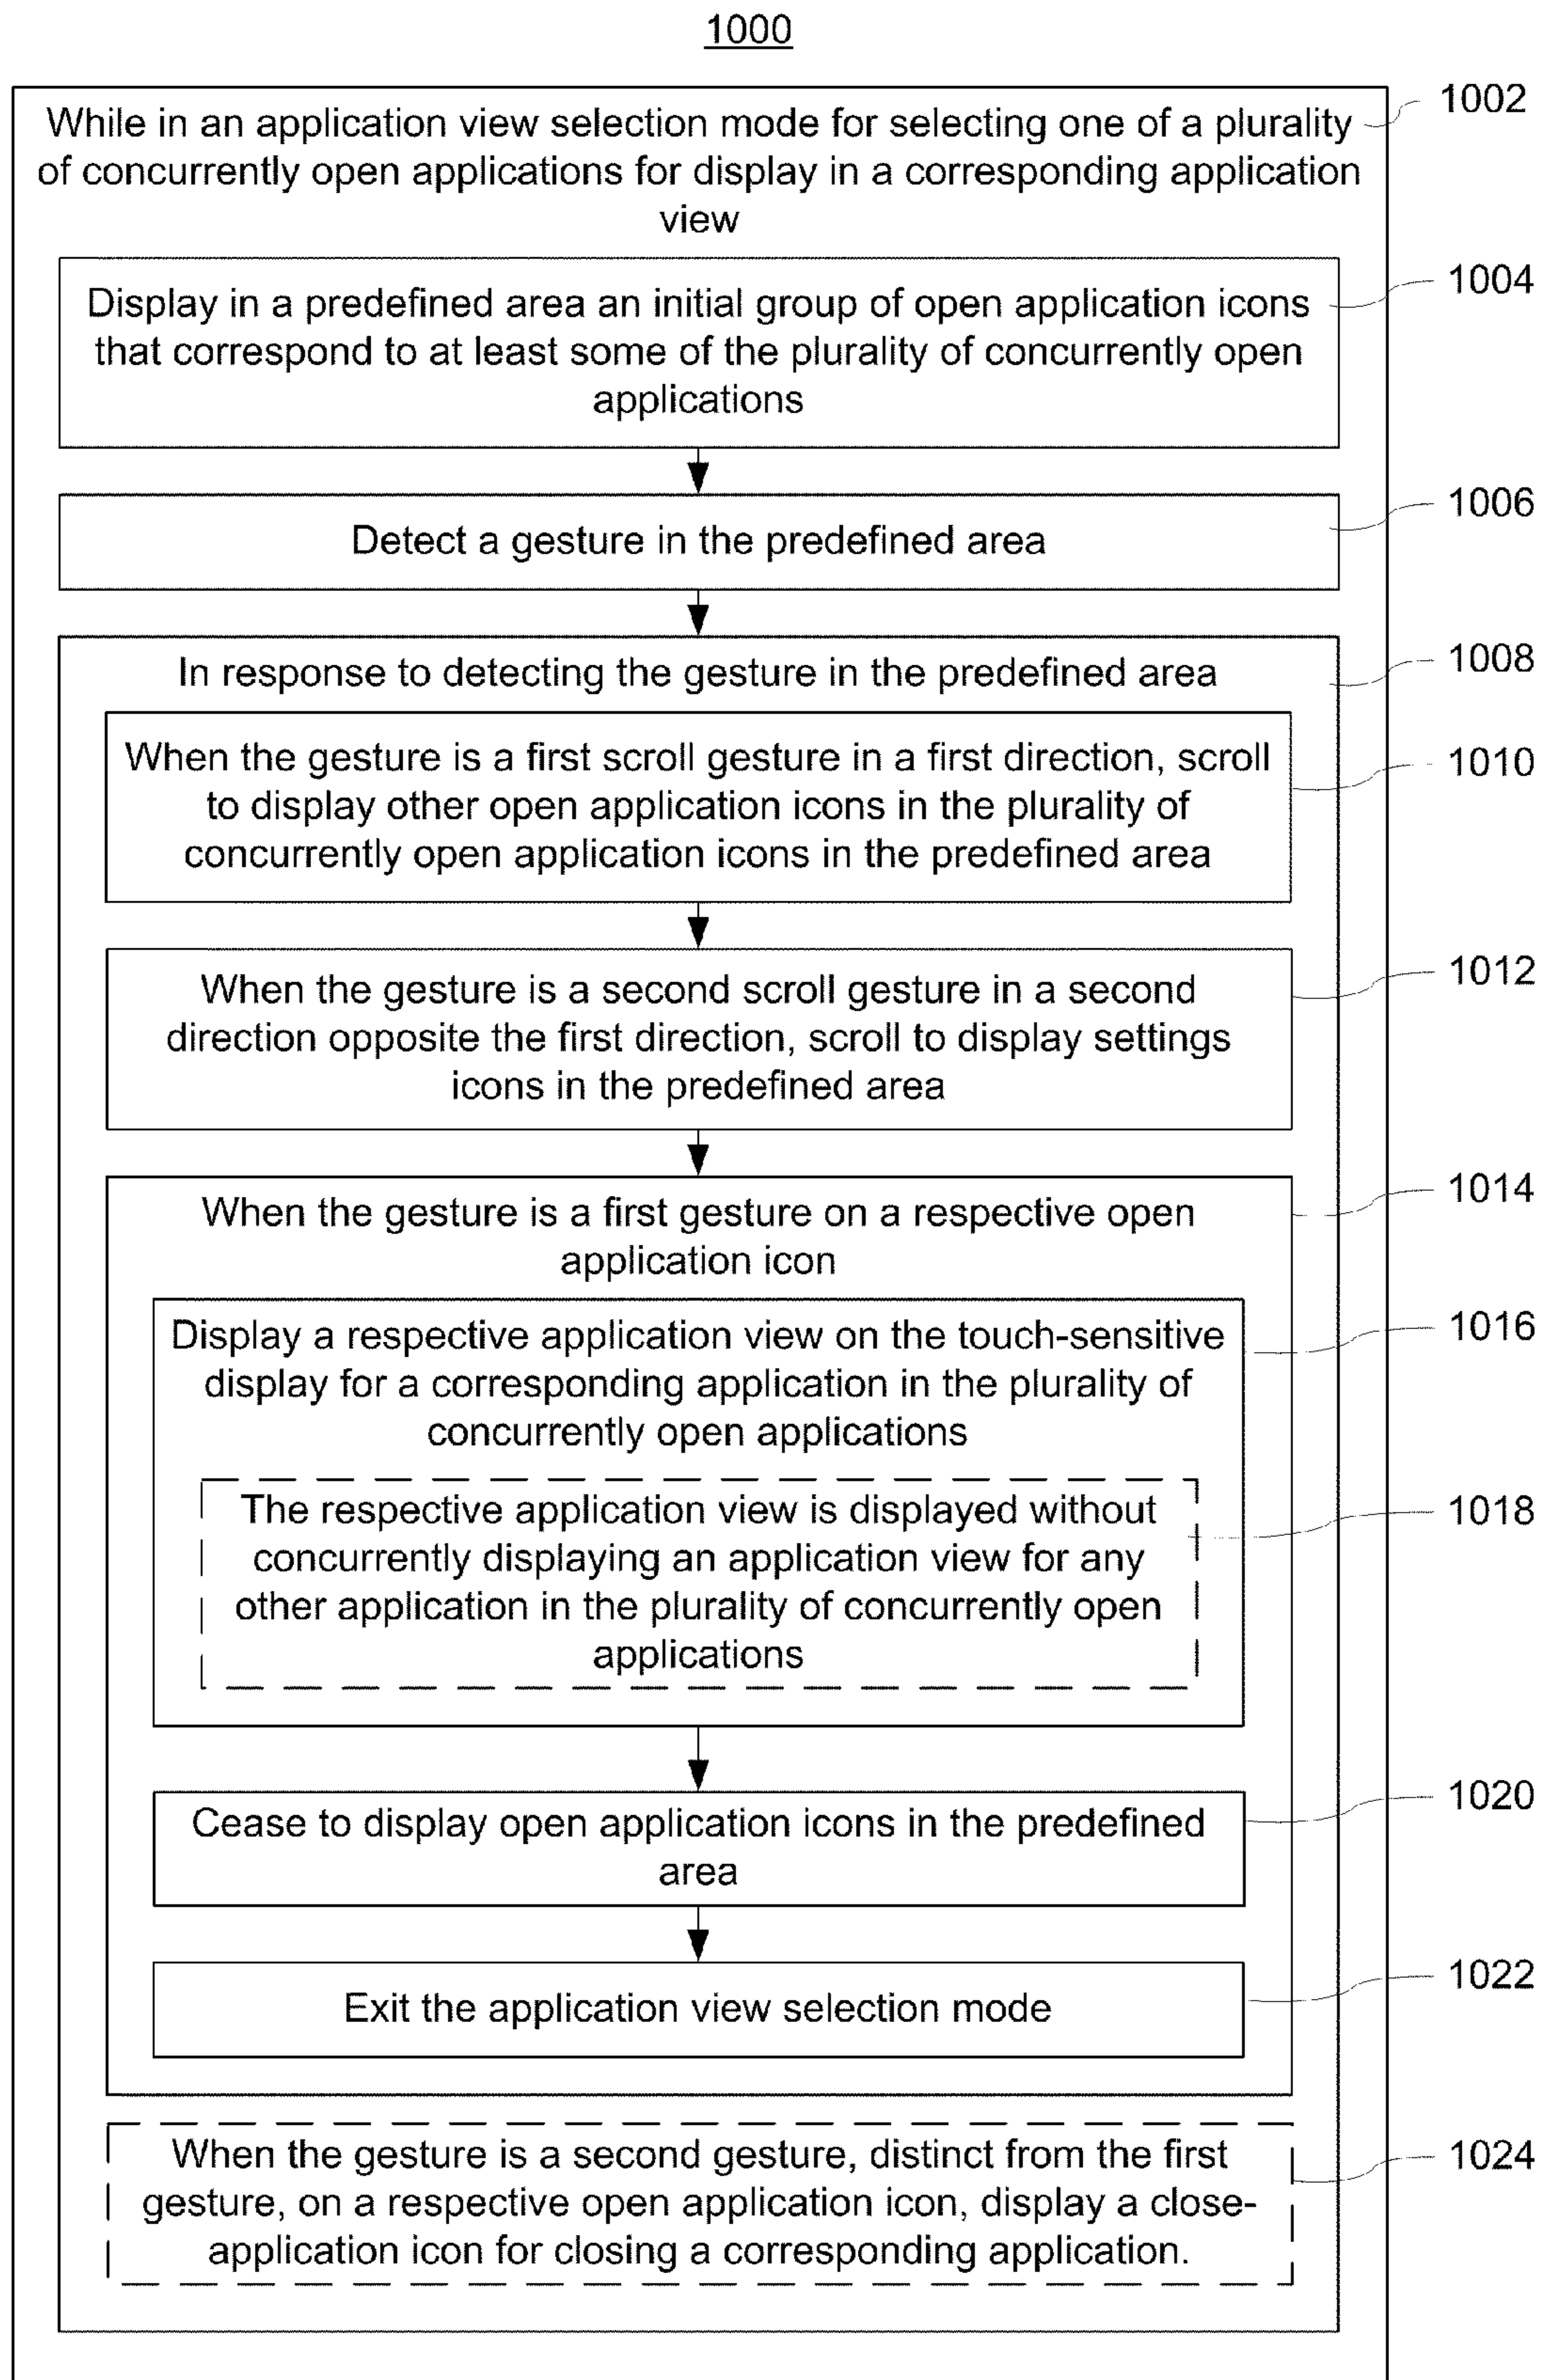 1000
While in an application view selection mode for selecting one of a plurality
1002
of concurrently open applications for display in a corresponding application
view
Display in a predefined area an initial group of open application icons
1004
that correspond to at least some of the plurality of concurrently open
applications
Detect a gesture in the predefined area
1006
In response to detecting the gesture in the predefined area
1008
When the gesture is a first scroll gesture in a first direction, scroll
1010
to display other open application icons in the plurality of
concurrently open application icons in the predefined area
When the gesture is a second scroll gesture in a second
1012
direction opposite the first direction, scroll to display settings
icons in the predefined area
When the gesture is a first gesture on a respective open
1014
application icon
Display a respective application view on the touch-sensitive
1016
display for a corresponding application in the plurality of
concurrently open applications
The respective application view is displayed without
1018
concurrently displaying an application view for any
other application in the plurality of concurrently open
applications
Cease to display open application icons in the predefined
1020
area
Exit the application view selection mode
1022
When the gesture is a second gesture, distinct from the first
1024
gesture, on a respective open application icon, display a close-
application icon for closing a corresponding application.